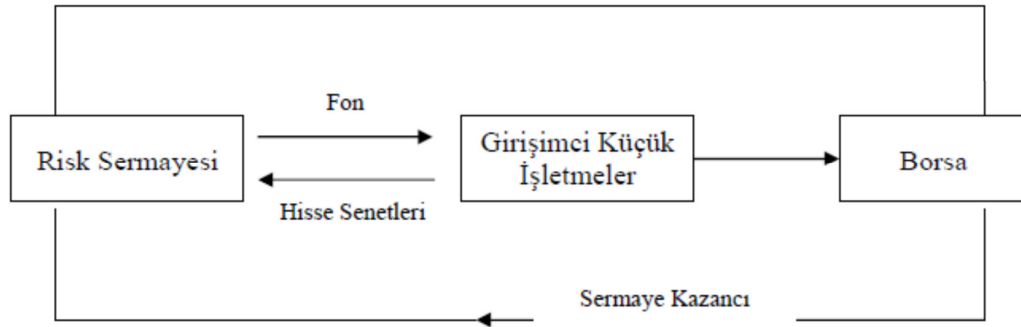 Fon
Risk Sermayesi
Girişimci Küçük
İşletmeler
Borsa
Hisse Senetleri
Sermaye Kazancı